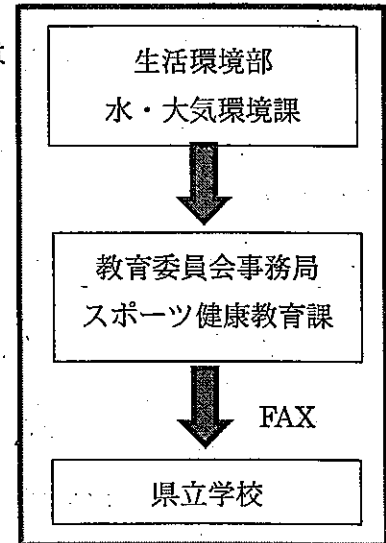 生活環境部
水・大気環境課
教育委員会事務局
スポーツ健康教育課
FAX
県立学校